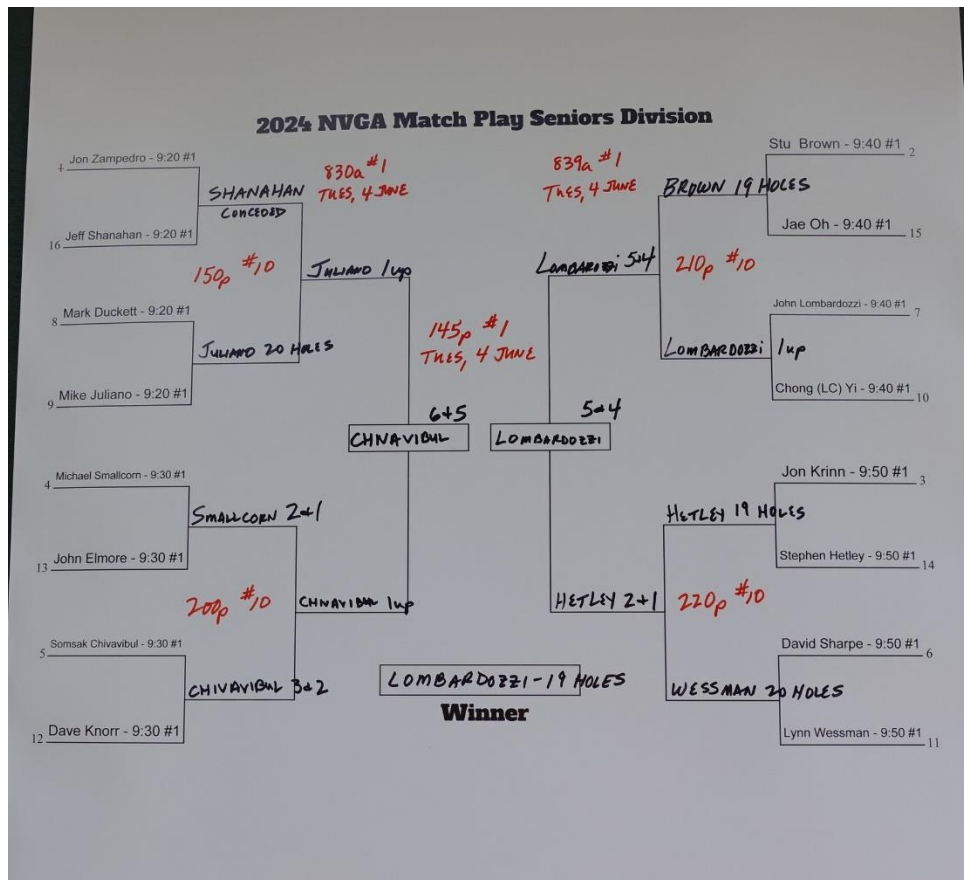 2024 NVGA Match Play Seniors Division
1 Jon Zampedro - 9:20 #1
SHANAHAN
CONCEDED
16 Jeff Shanahan - 9:20 #1
830a #1
TUES, 4 JUNE
150p #10
JULIANO 1up
8 Mark Duckett - 9:20 #1
JULIANO 20 HOLES
9 Mike Juliano - 9:20 #1
145p #1
TUES, 4 JUNE
6+5
CHNAVIBUL
4 Michael Smallcorn - 9:30 #1
SMALLCORN 2+1
13 John Elmore - 9:30 #1
200p #10
CHNAVIBUL 1up
5 Somsak Chivavibul - 9:30 #1
CHIVAVIBUL 3+2
12 Dave Knorr - 9:30 #1
839a #1
TUES, 4 JUNE
Stu Brown - 9:40 #1 2
BROWN 19 HOLES
Jae Oh - 9:40 #1 15
LOMBARDOZZI 5+4
210p #10
John Lombardozzi - 9:40 #1 7
LOMBARDOZZI 1up
Chong (LC) Yi - 9:40 #1 10
5+4
LOMBARDOZZI
Jon Krinn - 9:50 #1 3
HETLEY 19 HOLES
Stephen Hetley - 9:50 #1 14
HETLEY 2+1
220p #10
David Sharpe - 9:50 #1 6
WESSMAN 20 HOLES
Lynn Wessman - 9:50 #1 11
LOMBARDOZZI - 19 HOLES
Winner